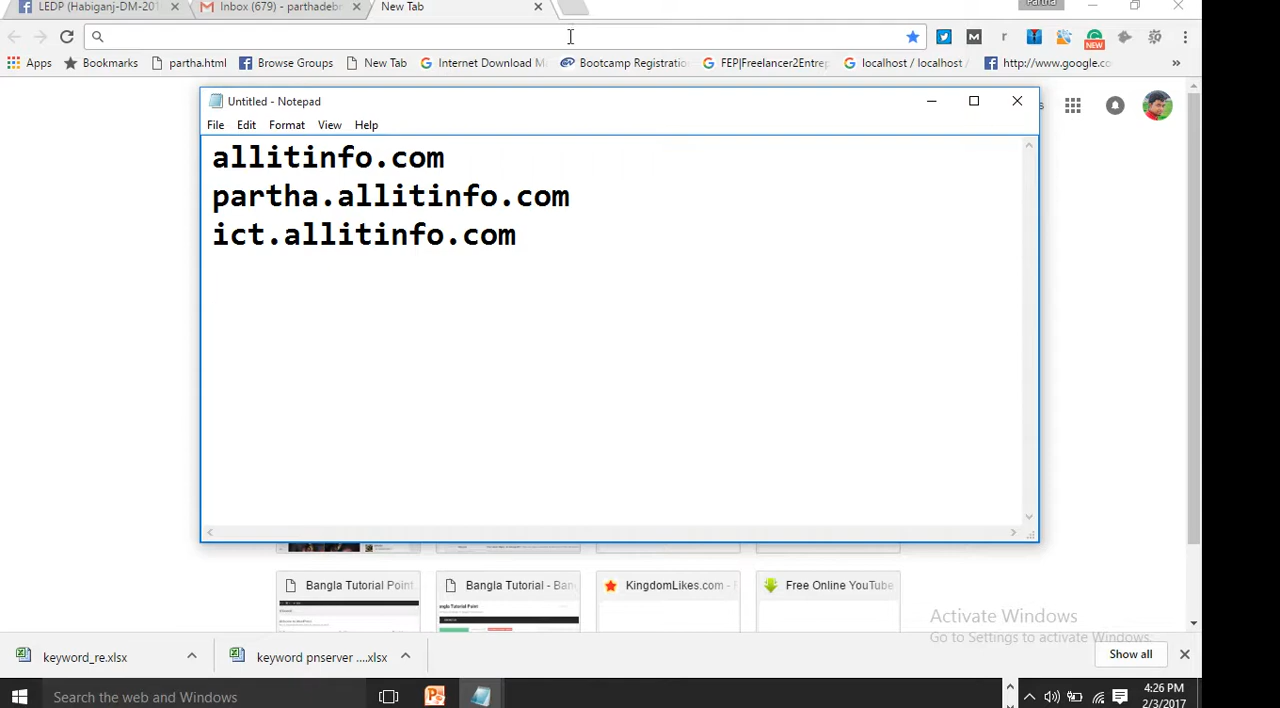 LEDP (Habiganj-DM-201
Inbox (679) - parthadebn
New Tab
Partha
Apps
Bookmarks
partha.html
Browse Groups
New Tab
Internet Download M
Bootcamp Registratio
FEP|Freelancer2Entrep
localhost / localhost /
http://www.google.co
»
NEW
Untitled - Notepad
File Edit Format View Help
allitinfo.com
partha.allitinfo.com
ict.allitinfo.com
Bangla Tutorial Point
Bangla Tutorial - Ban
KingdomLikes.com -
Free Online YouTube
Activate Windows
Go to Settings to activate Windows.
keyword_re.xlsx
keyword pnserver ....xlsx
Show all
Search the web and Windows
4:26 PM
2/3/2017